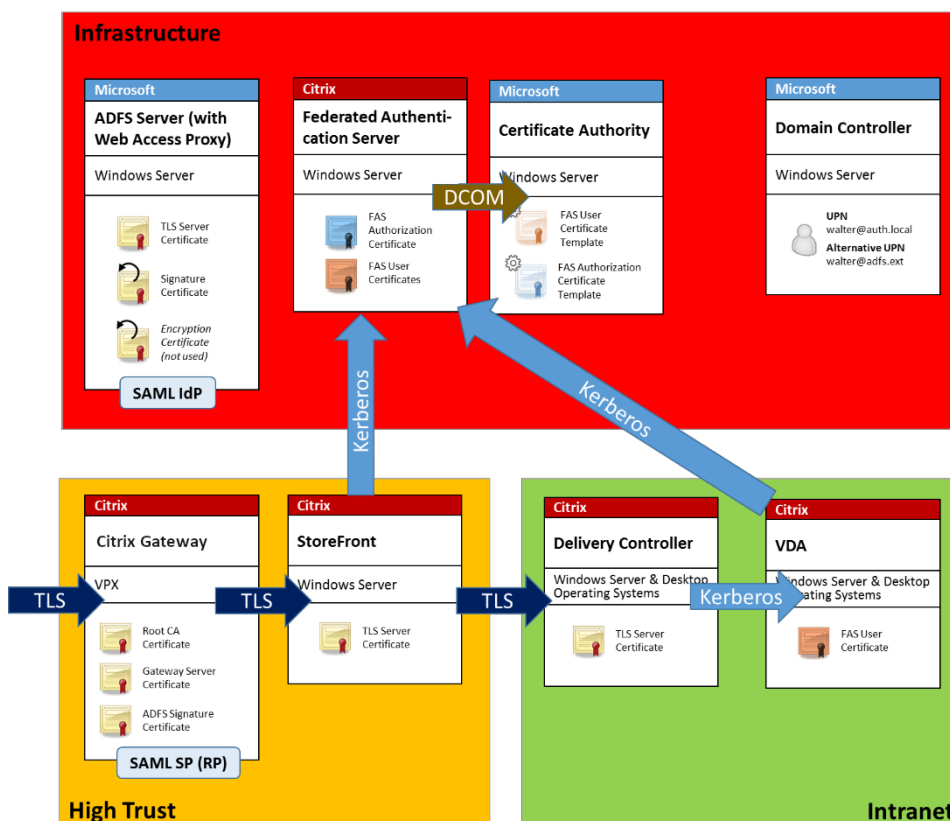 Infrastructure
Microsoft
ADFS Server (with
Web Access Proxy)
Windows Server
TLS Server
Certificate
Signature
Certificate
Encryption
Certificate
(not used)
SAML IdP
Citrix
Federated Authenti-
cation Server
Windows Server
FAS
Authorization
Certificate
FAS User
Certificates
DCOM
Microsoft
Certificate Authority
Windows Server
FAS User
Certificate
Template
FAS Authorization
Certificate
Template
Microsoft
Domain Controller
Windows Server
UPN
walter@auth.local
Alternative UPN
walter@adfs.ext
Kerberos
Kerberos
Citrix
Citrix Gateway
VPX
TLS
Root CA
Certificate
Gateway Server
Certificate
ADFS Signature
Certificate
SAML SP (RP)
Citrix
StoreFront
Windows Server
TLS
TLS Server
Certificate
High Trust
TLS
Citrix
Delivery Controller
Windows Server & Desktop
Operating Systems
TLS Server
Certificate
Kerberos
Citrix
VDA
Windows Server & Desktop
Operating Systems
FAS User
Certificate
Intranet